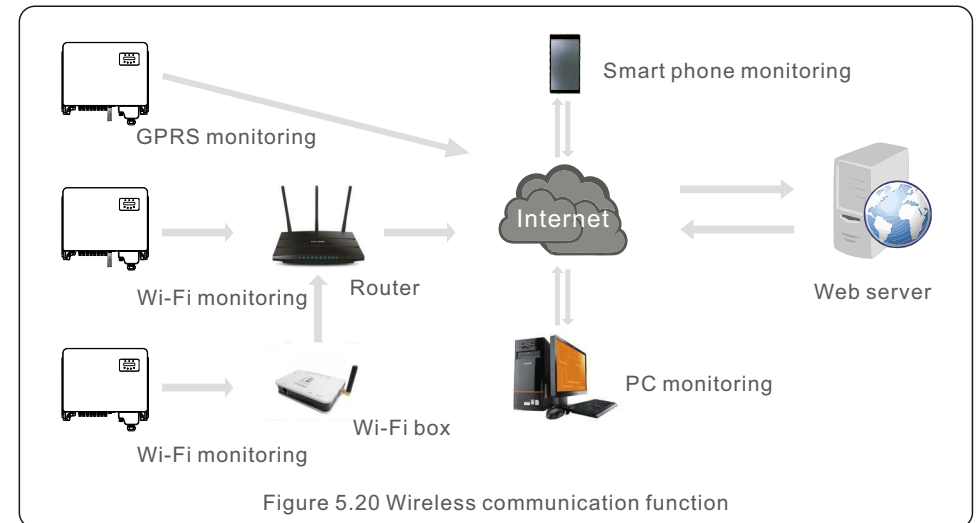 Smart phone monitoring
GPRS monitoring
Internet
Wi-Fi monitoring
Router
Web server
PC monitoring
Wi-Fi box
Wi-Fi monitoring
Figure 5.20 Wireless communication function